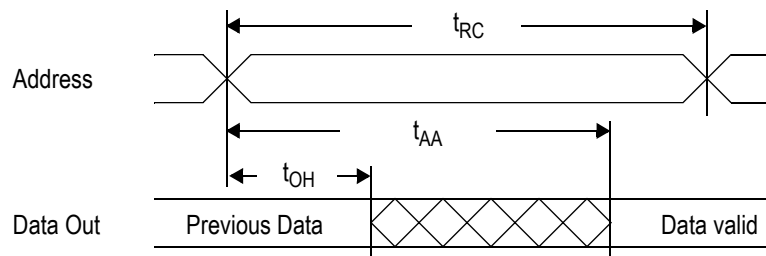 t_RC
Address
t_AA
t_OH
Data Out Previous Data Data valid